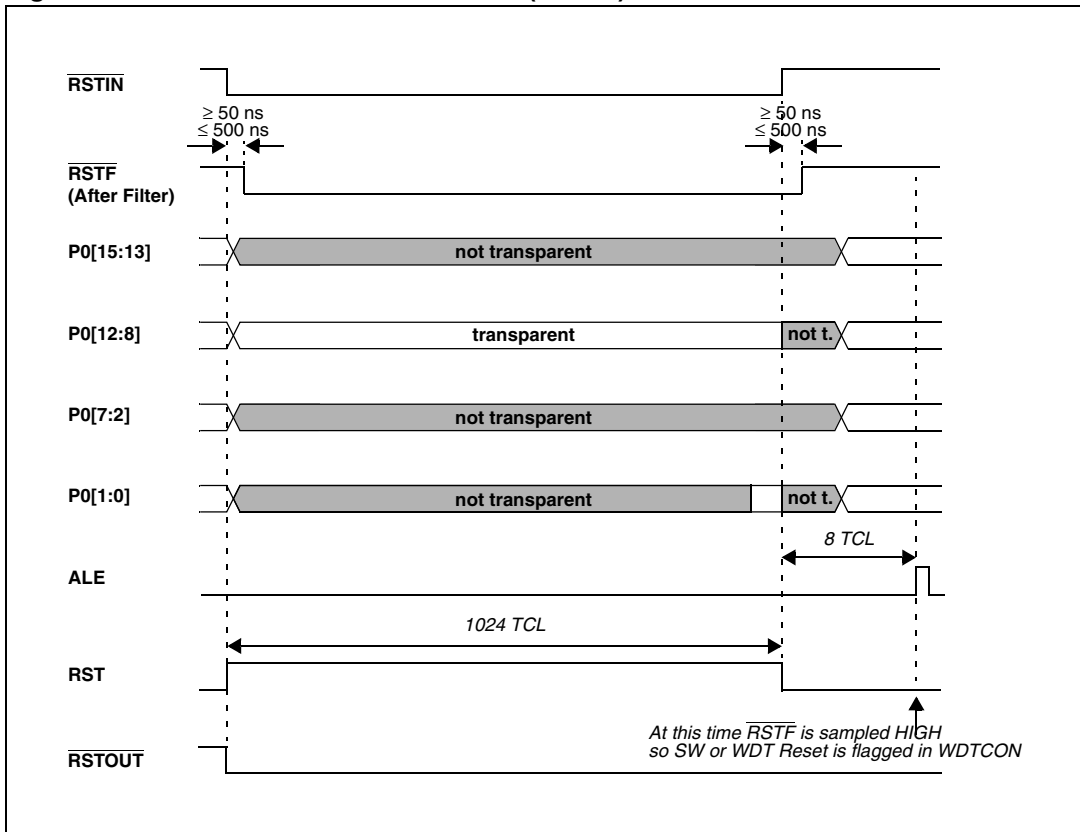 RSTIN
≥ 50 ns
≤ 500 ns
≥ 50 ns
≤ 500 ns
RSTF
(After Filter)
P0[15:13]
not transparent
P0[12:8]
transparent
not t.
P0[7:2]
not transparent
P0[1:0]
not transparent
not t.
8 TCL
ALE
1024 TCL
RST
At this time RSTF is sampled HIGH
so SW or WDT Reset is flagged in WDTCON
RSTOUT